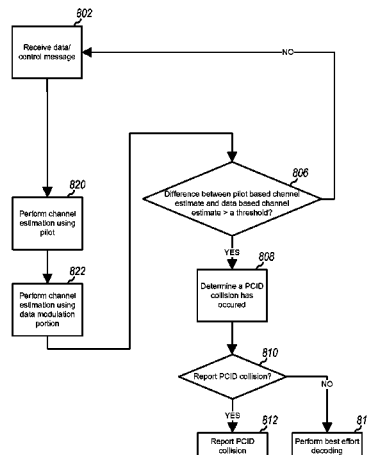 802
Receive data/
control message
NO
820
Perform channel
estimation using
pilot
822
Perform channel
estimation using
data modulation
portion
806
Difference between pilot based channel
estimate and data based channel
estimate > a threshold?
YES
808
Determine a PCID
collision has
occured
810
Report PCID collision?
NO
YES
812
Report PCID
collision
81
Perform best effort
decoding